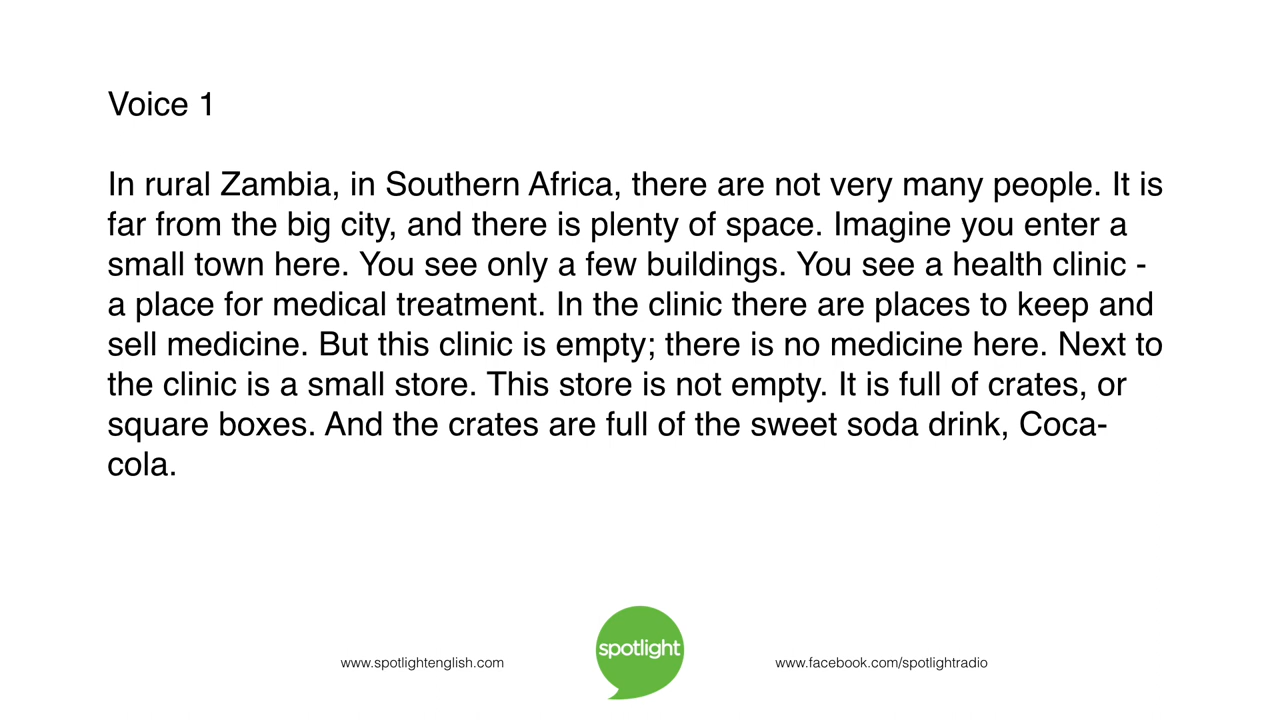 Voice 1
In rural Zambia, in Southern Africa, there are not very many people. It is
far from the big city, and there is plenty of space. Imagine you enter a
small town here. You see only a few buildings. You see a health clinic -
a place for medical treatment. In the clinic there are places to keep and
sell medicine. But this clinic is empty; there is no medicine here. Next to
the clinic is a small store. This store is not empty. It is full of crates, or
square boxes. And the crates are full of the sweet soda drink, Coca-
cola.
www.spotlightenglish.com
spotlight
www.facebook.com/spotlightradio